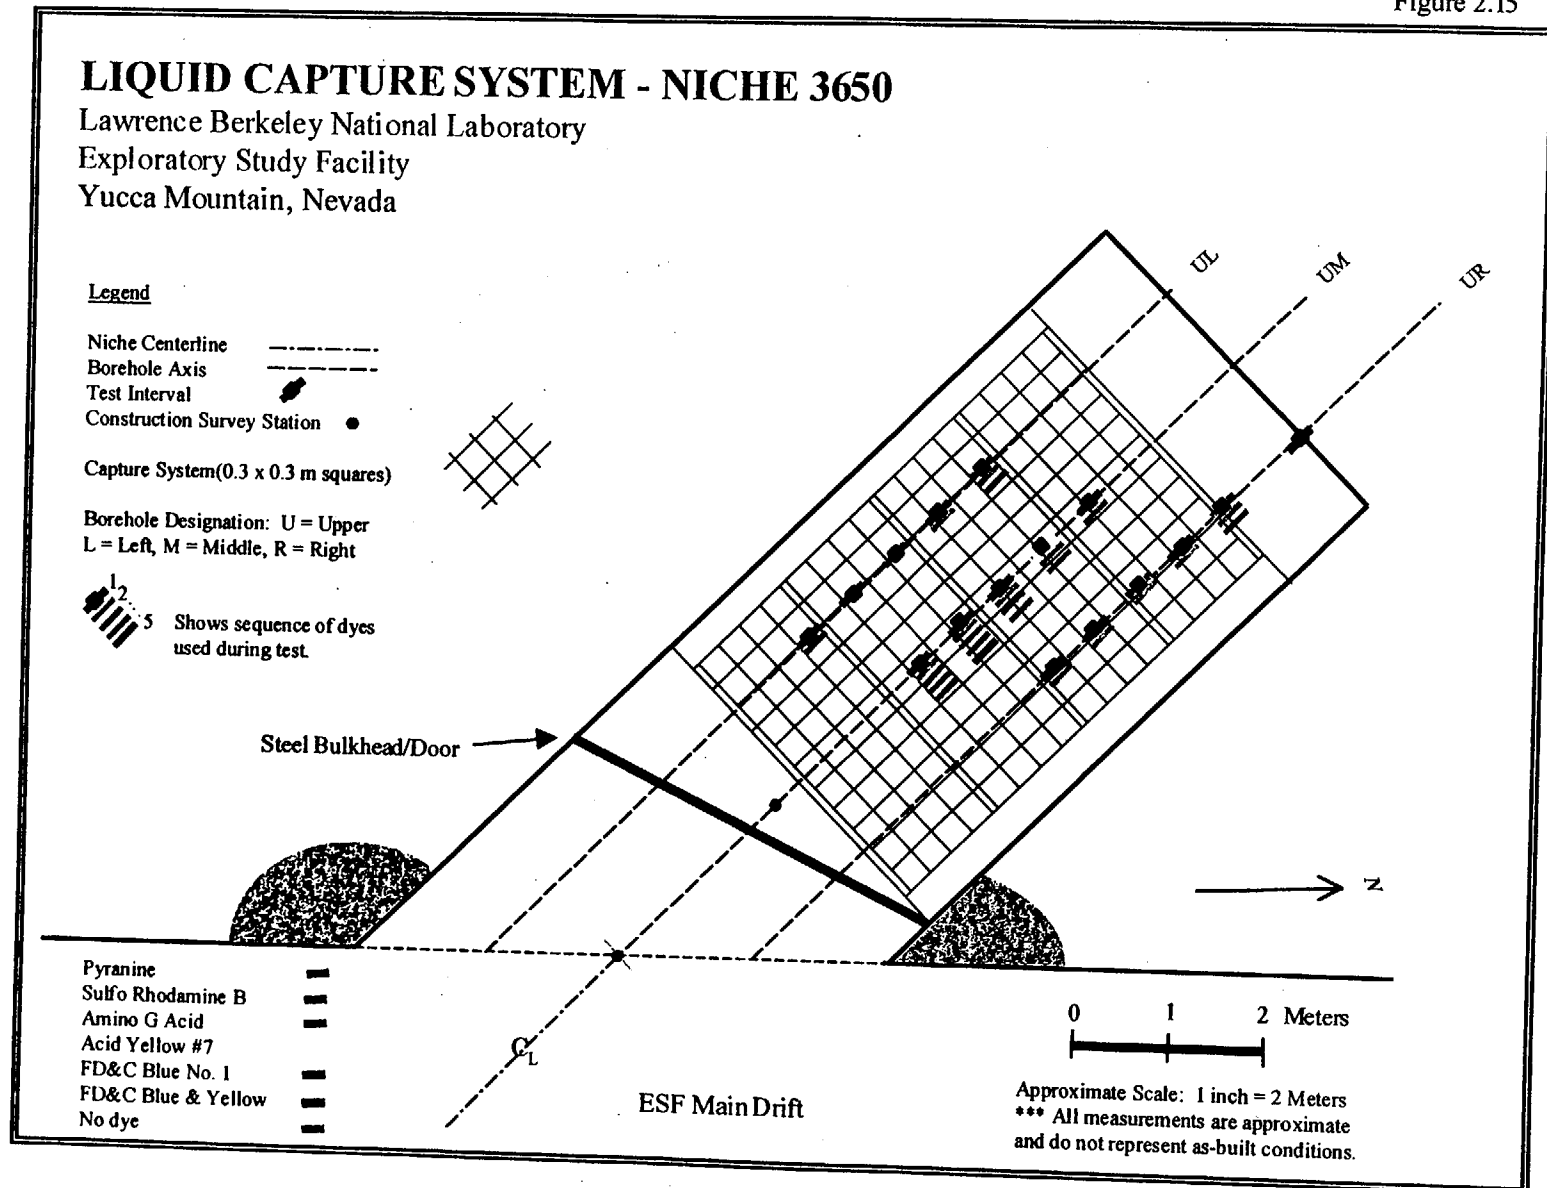 Figure 2.15
LIQUID CAPTURE SYSTEM - NICHE 3650
Lawrence Berkeley National Laboratory
Exploratory Study Facility
Yucca Mountain, Nevada
Legend
Niche Centerline
Borehole Axis
Test Interval
Construction Survey Station
Capture System(0.3 x 0.3 m squares)
Borehole Designation: U = Upper
L = Left, M = Middle, R = Right
1
2
5
Shows sequence of dyes
used during test.
UL
UM
UR
Steel Bulkhead/Door
N
Pyranine
Sulfo Rhodamine B
Amino G Acid
Acid Yellow #7
FD&C Blue No. 1
FD&C Blue & Yellow
No dye
CL
ESF Main Drift
0 1 2 Meters
Approximate Scale: 1 inch = 2 Meters
*** All measurements are approximate
and do not represent as-built conditions.